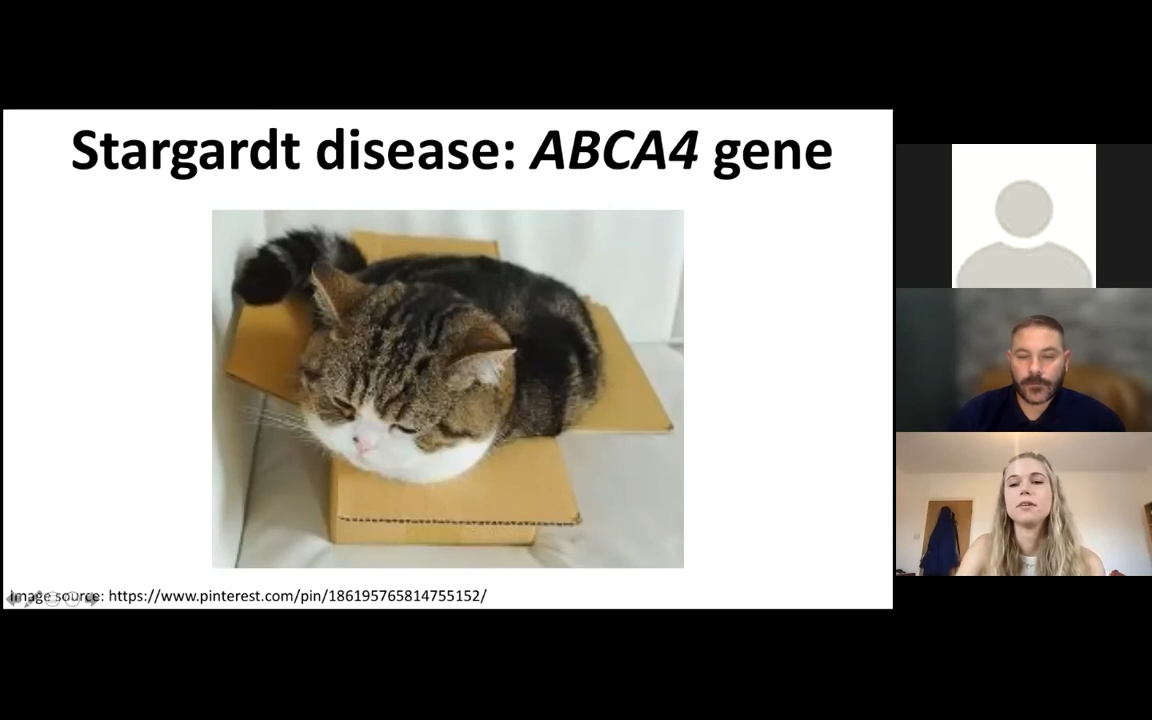 Stargardt disease: ABCA4 gene
Image source: https://www.pinterest.com/pin/186195765814755152/